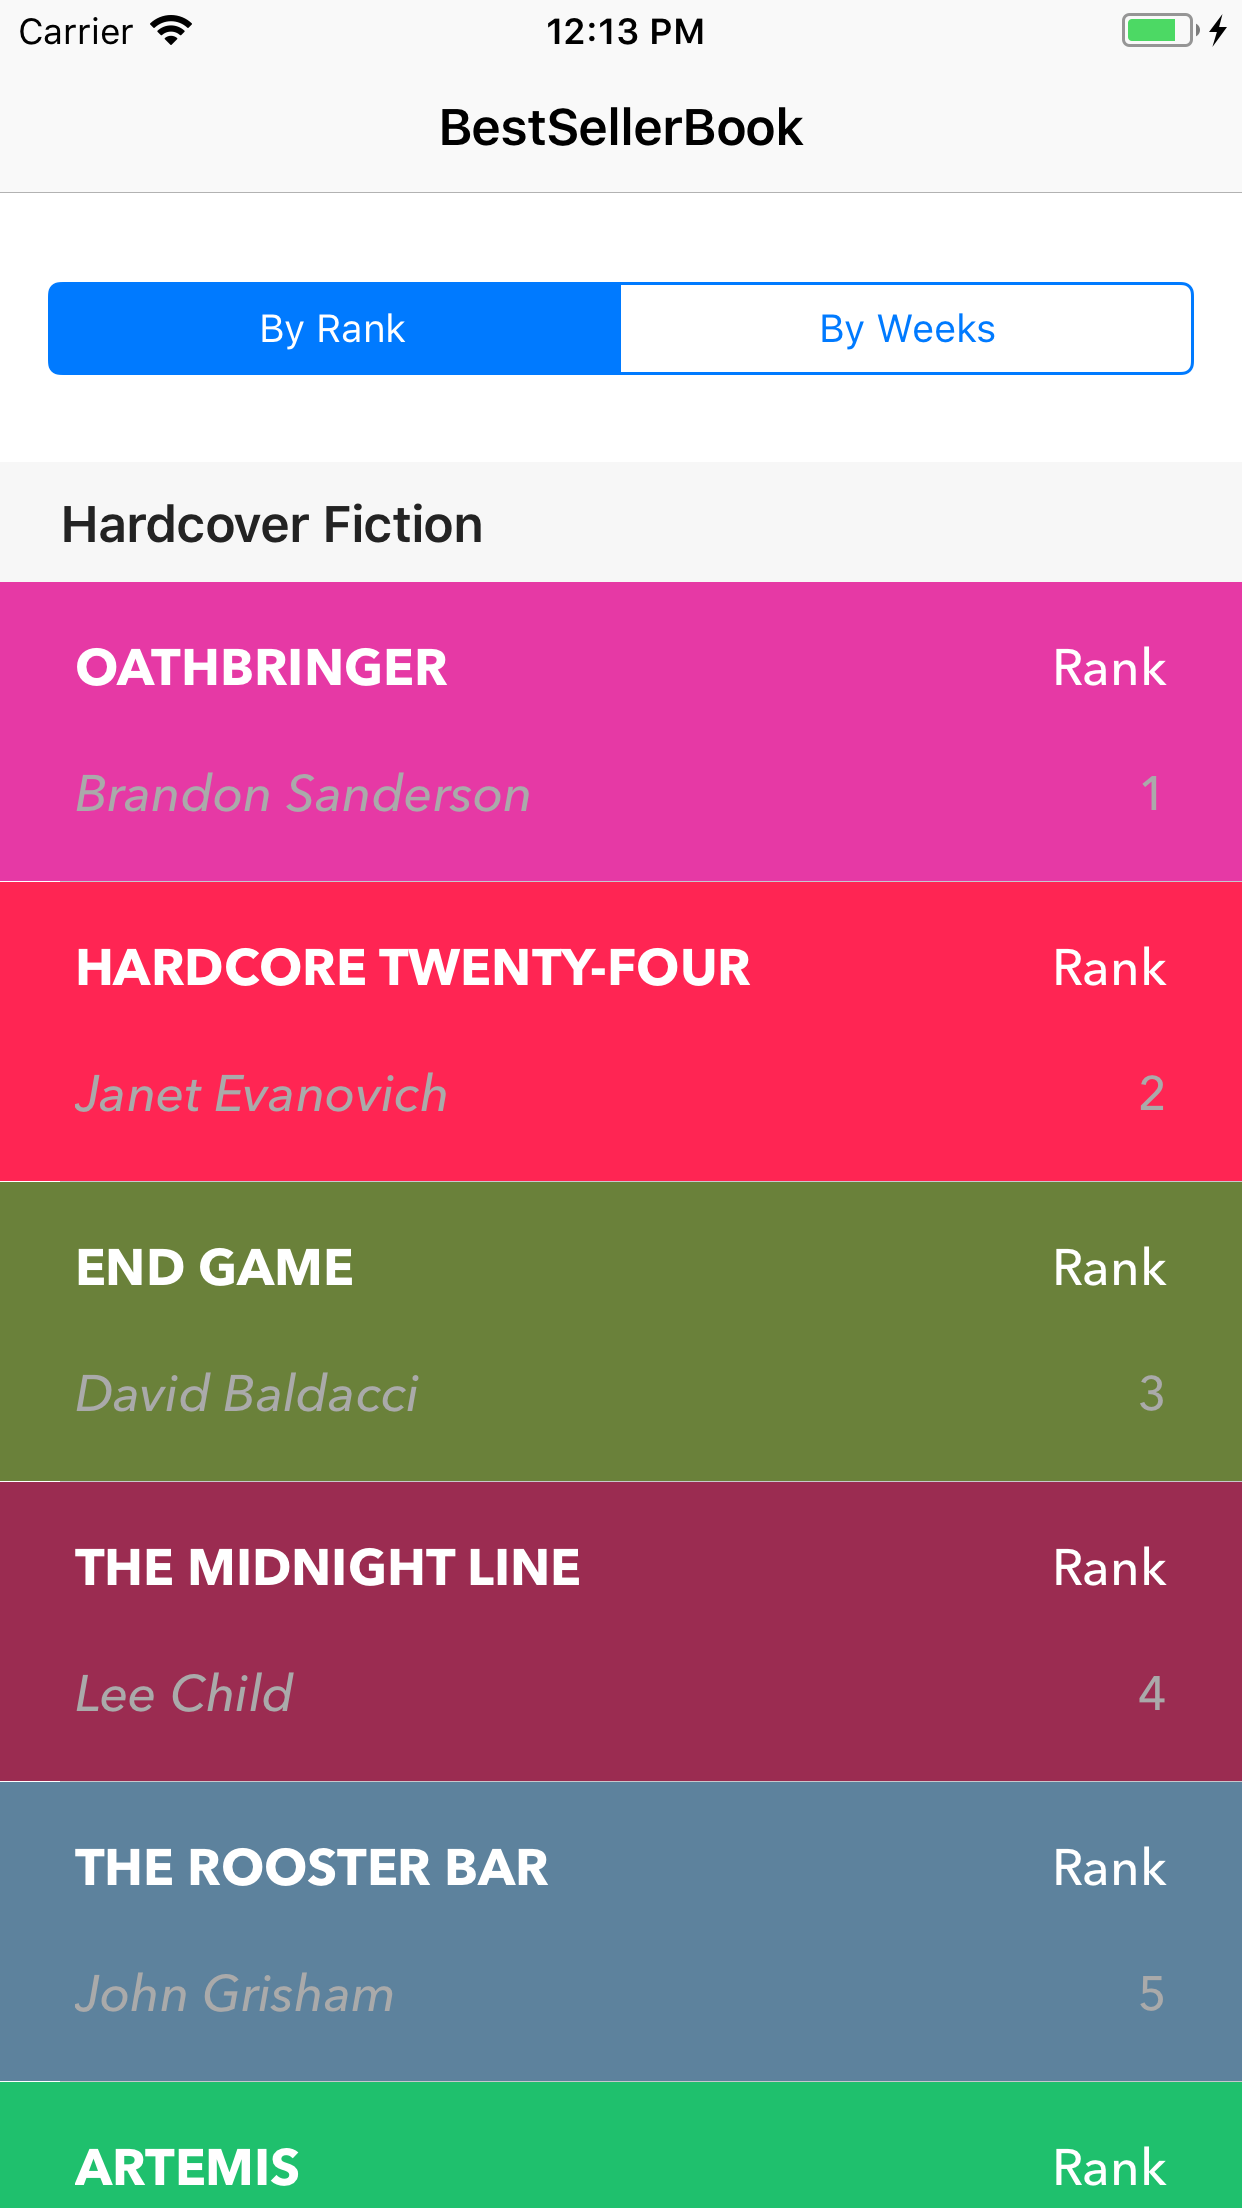 Carrier 12:13 PM
BestSellerBook
By Rank By Weeks
Hardcover Fiction
OATHBRINGER Rank
Brandon Sanderson 1
HARDCORE TWENTY-FOUR Rank
Janet Evanovich 2
END GAME Rank
David Baldacci 3
THE MIDNIGHT LINE Rank
Lee Child 4
THE ROOSTER BAR Rank
John Grisham 5
ARTEMIS Rank